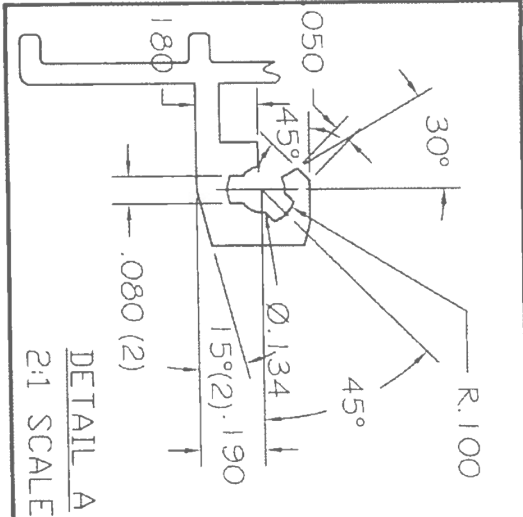 .180
.050
45°
30°
.080 (2)
Ø.134
15°(2)
.190
45°
R.100
DETAIL A
2:1 SCALE